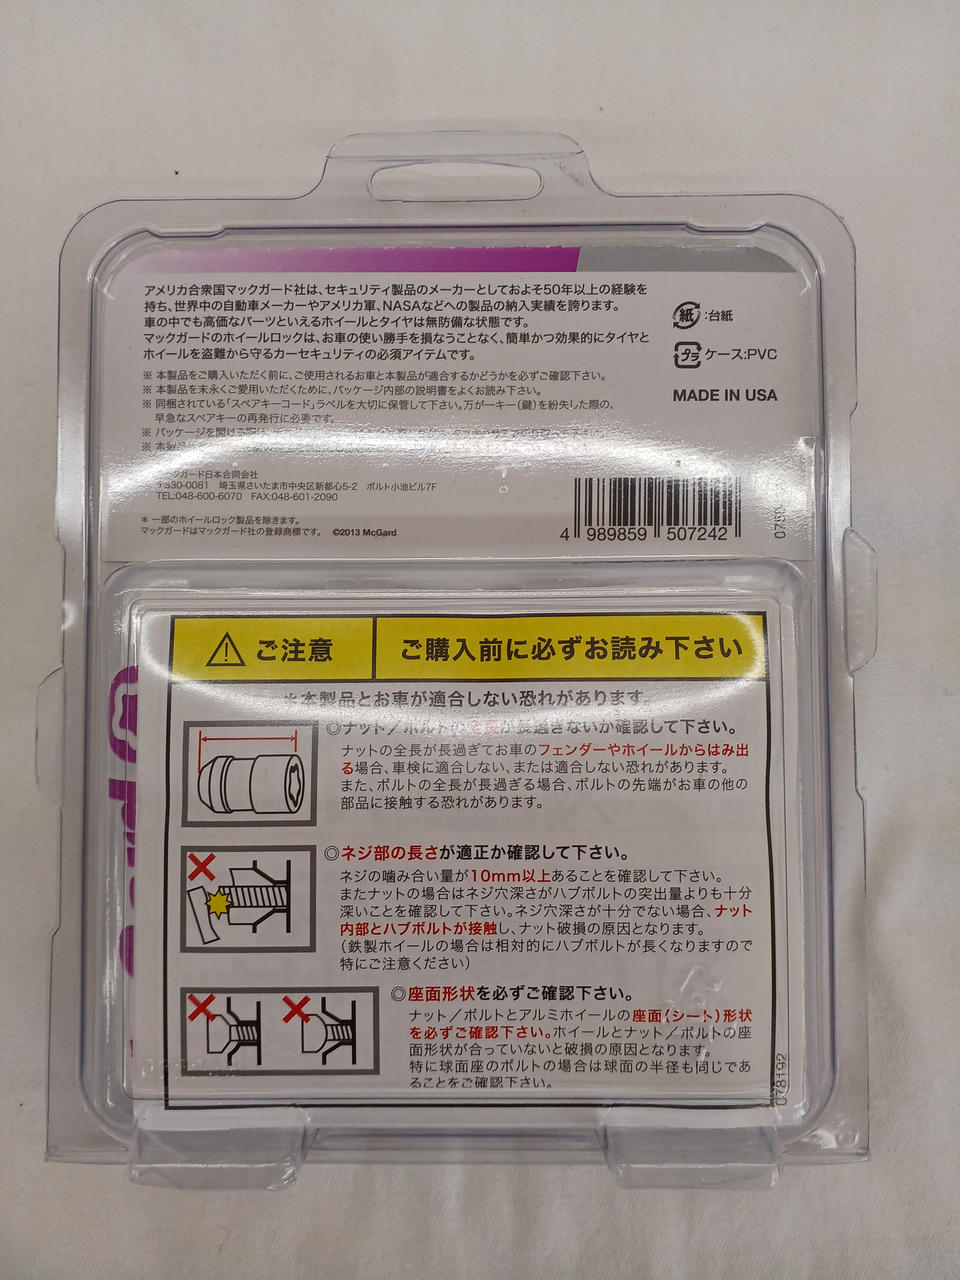 アメリカ合衆国マックガード社は、セキュリティ製品のメーカーとしておよそ50年以上の経験を
持ち、世界中の自動車メーカーやアメリカ軍、NASAなどへの製品の納入実績を誇ります。
車の中でも高価なパーツといえるホイールとタイヤは無防備な状態です。
マックガードのホイールロックは、お車の使い勝手を損なうことなく、簡単かつ効果的にタイヤと
ホイールを盗難から守るカーセキュリティの必須アイテムです。
※ 本製品をご購入いただく前に、ご使用されるお車と本製品が適合するかどうかを必ずご確認下さい。
※ 本製品を末永くご愛用いただくために、パッケージ内部の説明書をよくお読み下さい。
※ 同梱されている「スペアキーコード」ラベルを大切に保管して下さい。万が一キー(鍵)を紛失した際の、
早急なスペアキーの再発行に必要です。
※ パッケージを開ける際は、
※ 本製品
マックガード日本合同会社
〒330-0081 埼玉県さいたま市中央区新都心5-2 ボルト小池ビル7F
TEL:048-600-6070 FAX:048-601-2090
* 一部のホイールロック製品を除きます。
マックガードはマックガード社の登録商標です。 ©2013 McGard
紙 :台紙
プラ ケース:PVC
MADE IN USA
4 989859 507242
ご注意 ご購入前に必ずお読み下さい
※本製品とお車が適合しない恐れがあります。
◎ナット／ボルトの全長が長過ぎないか確認して下さい。
ナットの全長が長過ぎてお車のフェンダーやホイールからはみ出
る場合、車検に適合しない、または適合しない恐れがあります。
また、ボルトの全長が長過ぎる場合、ボルトの先端がお車の他の
部品に接触する恐れがあります。
◎ネジ部の長さが適正か確認して下さい。
ネジの噛み合い量が10mm以上あることを確認して下さい。
またナットの場合はネジ穴深さがハブボルトの突出量よりも十分
深いことを確認して下さい。ネジ穴深さが十分でない場合、ナット
内部とハブボルトが接触し、ナット破損の原因となります。
(鉄製ホイールの場合は相対的にハブボルトが長くなりますので
特にご注意ください)
◎座面形状を必ずご確認下さい。
ナット／ボルトとアルミホイールの座面(シート)形状
を必ずご確認下さい。ホイールとナット／ボルトの座
面形状が合っていないと破損の原因となります。
特に球面座のボルトの場合は球面の半径も同じであ
ることをご確認下さい。
078192